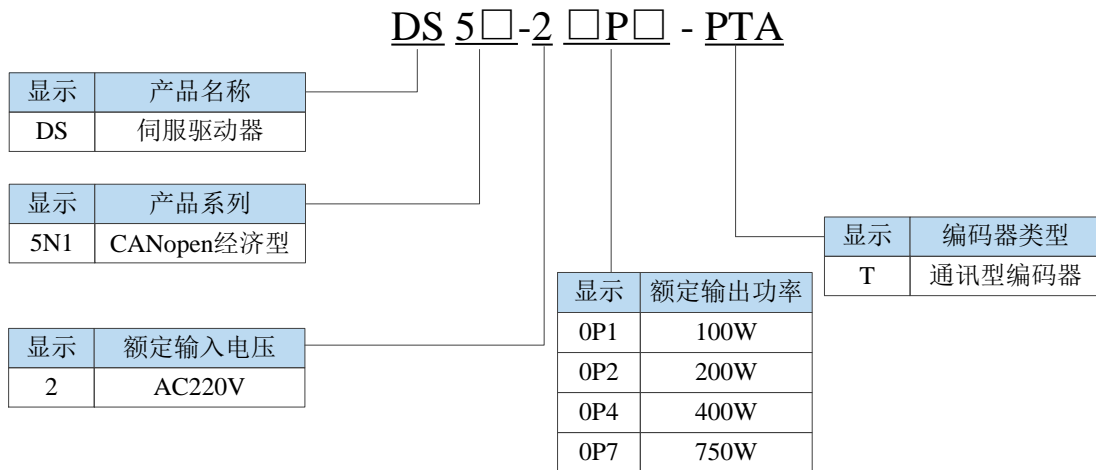 DS 5□-2 □P□ - PTA
显示 产品名称
DS 伺服驱动器
显示 产品系列
5N1 CANopen经济型
显示 额定输入电压
2 AC220V
显示 额定输出功率
0P1 100W
0P2 200W
0P4 400W
0P7 750W
显示 编码器类型
T 通讯型编码器